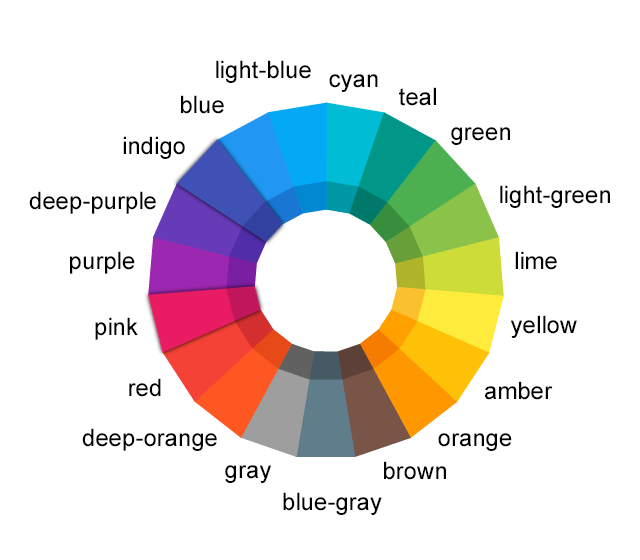 light-blue
cyan
blue
teal
indigo
green
deep-purple
light-green
purple
lime
pink
yellow
red
amber
deep-orange
orange
gray
brown
blue-gray